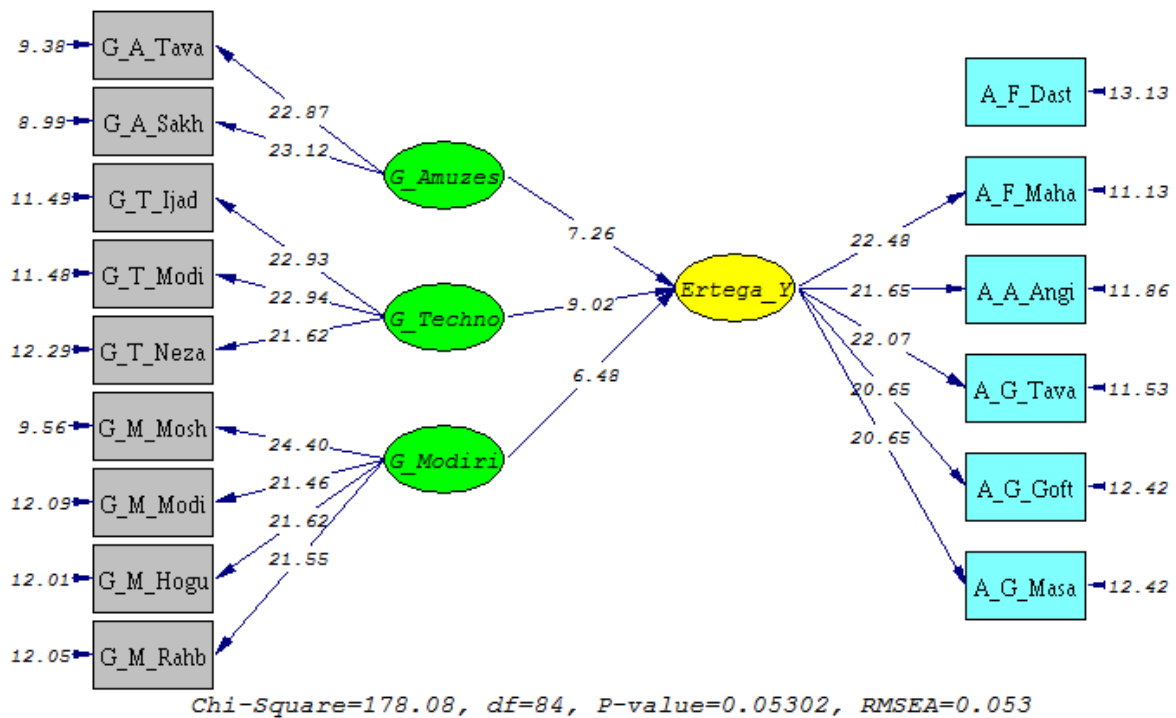 9.38 G_A_Tava
8.99 G_A_Sakh
11.49 G_T_Ijad
11.48 G_T_Modi
12.29 G_T_Neza
9.56 G_M_Mosh
12.09 G_M_Modi
12.01 G_M_Hogu
12.05 G_M_Rahb
22.87
23.12
22.93
22.94
21.62
24.40
21.46
21.62
21.55
G_Amuzes
G_Techno
G_Modiri
7.26
9.02
6.48
Ertega_Y
22.48
21.65
22.07
20.65
20.65
A_F_Dast 13.13
A_F_Maha 11.13
A_A_Angi 11.86
A_G_Tava 11.53
A_G_Goft 12.42
A_G_Masa 12.42
Chi-Square=178.08, df=84, P-value=0.05302, RMSEA=0.053